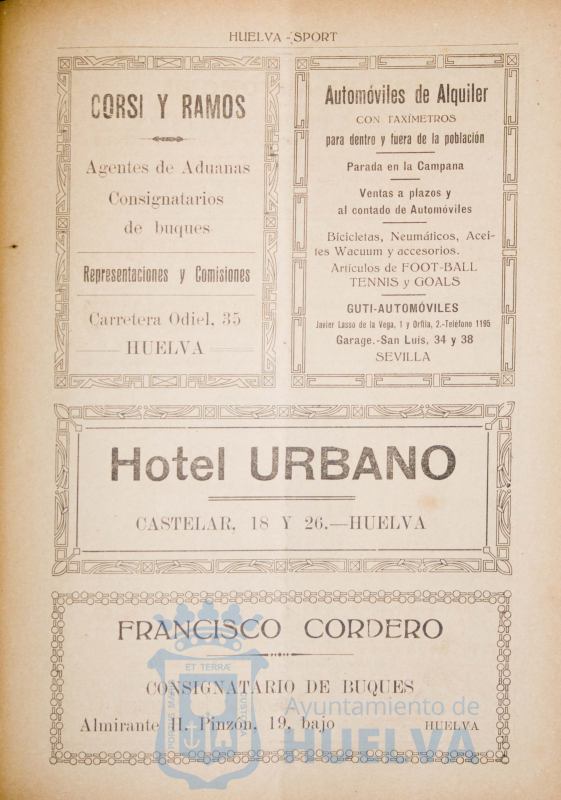 HUELVA - SPORT
CORSI Y RAMOS
Agentes de Aduanas
Consignatarios
de buques
Representaciones y Comisiones
Carretera Odiel, 35
HUELVA
Automóviles de Alquiler
CON TAXÍMETROS
para dentro y fuera de la población
Parada en la Campana
Ventas a plazos y
al contado de Automóviles
Bicicletas, Neumáticos, Acei-
tes Wacuum y accesorios.
Artículos de FOOT-BALL
TENNIS y GOALS
GUTI-AUTOMÓVILES
Javier Lasso de la Vega, 1 y Orfila, 2.-Teléfono 1195
Garage.-San Luis, 34 y 38
SEVILLA
Hotel URBANO
CASTELAR, 18 Y 26.—HUELVA
FRANCISCO CORDERO
CONSIGNATARIO DE BUQUES
Almirante H. Pinzón, 19, bajo HUELVA
ET TERRÆ
PORTUS MARIS
CUSTODIA
Ayuntamiento de
HUELVA